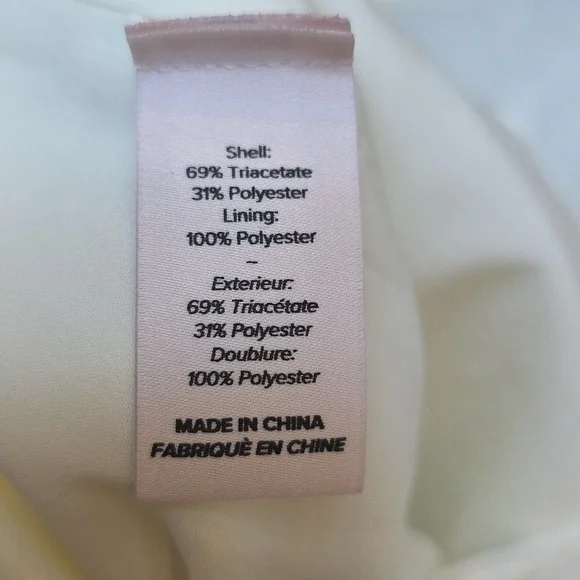 Shell:
69% Triacetate
31% Polyester
Lining:
100% Polyester
~
Exterieur:
69% Triacétate
31% Polyester
Doublure:
100% Polyester
MADE IN CHINA
FABRIQUÈ EN CHINE